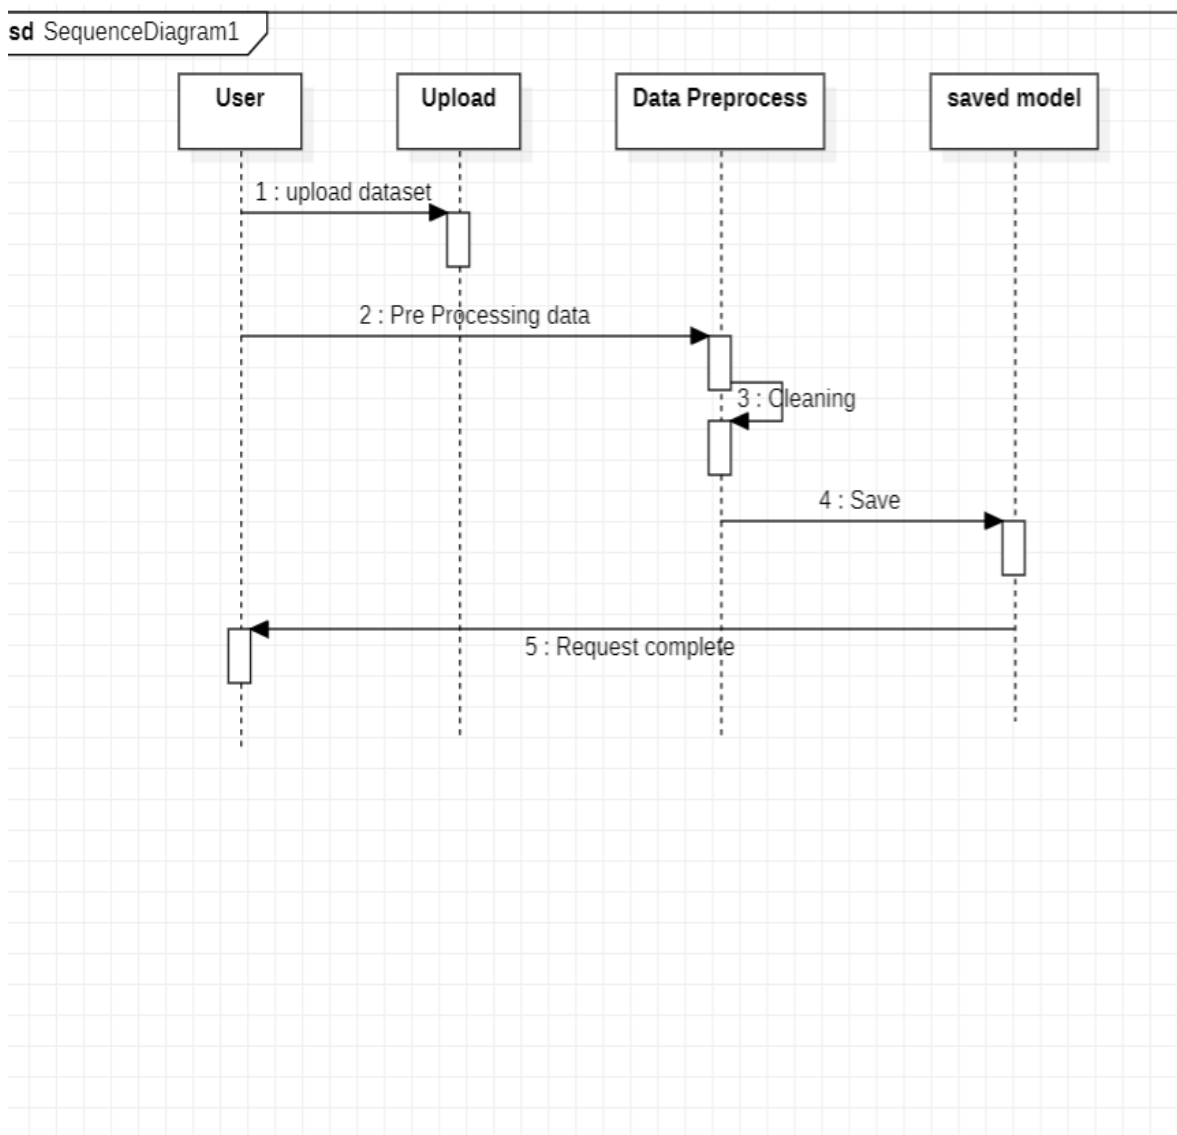 sd SequenceDiagram1
User
Upload
Data Preprocess
saved model
1 : upload dataset
2 : Pre Processing data
3 : Cleaning
4 : Save
5 : Request complete